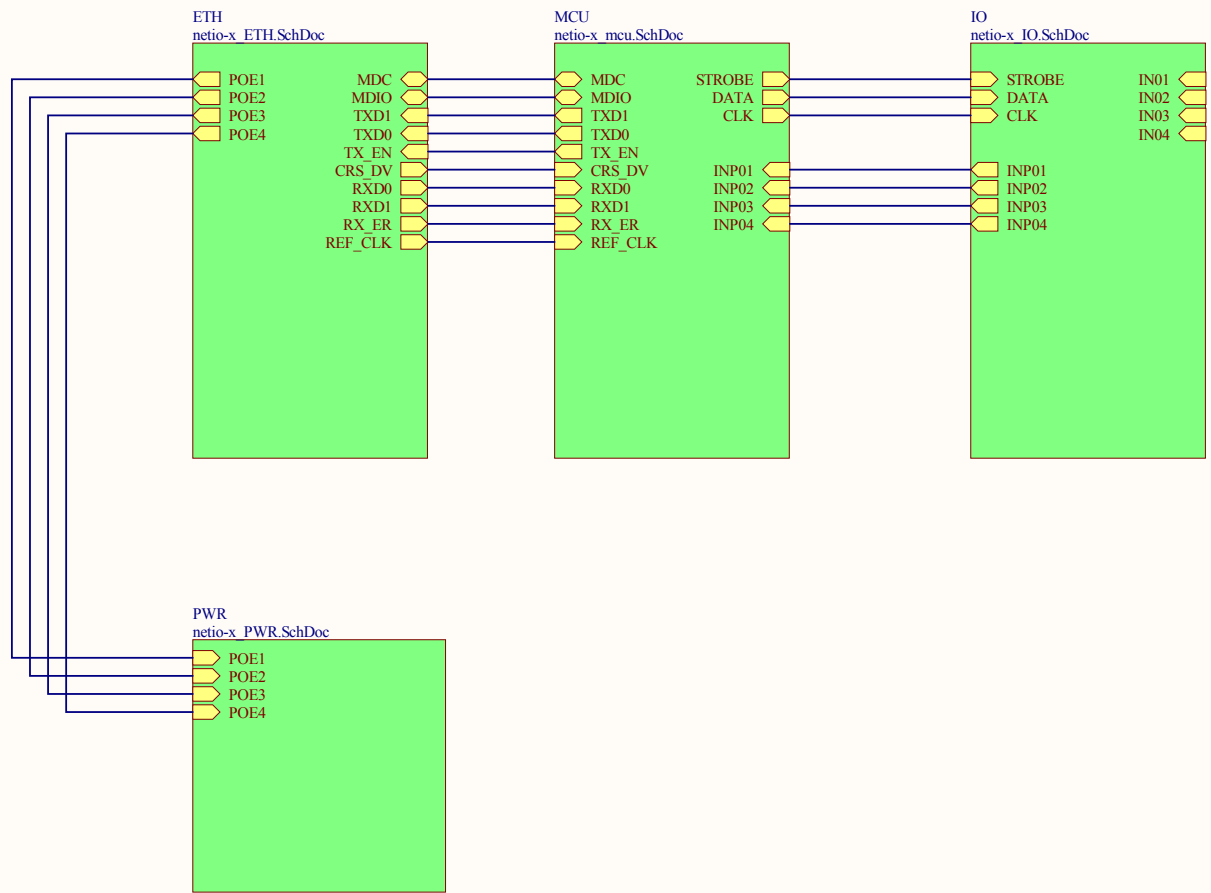 ETH
netio-x_ETH.SchDoc
POE1
POE2
POE3
POE4
MDC
MDIO
TXD1
TXD0
TX_EN
CRS_DV
RXD0
RXD1
RX_ER
REF_CLK
MCU
netio-x_mcu.SchDoc
MDC
MDIO
TXD1
TXD0
TX_EN
CRS_DV
RXD0
RXD1
RX_ER
REF_CLK
STROBE
DATA
CLK
INP01
INP02
INP03
INP04
IO
netio-x_IO.SchDoc
STROBE
DATA
CLK
INP01
INP02
INP03
INP04
IN01
IN02
IN03
IN04
PWR
netio-x_PWR.SchDoc
POE1
POE2
POE3
POE4